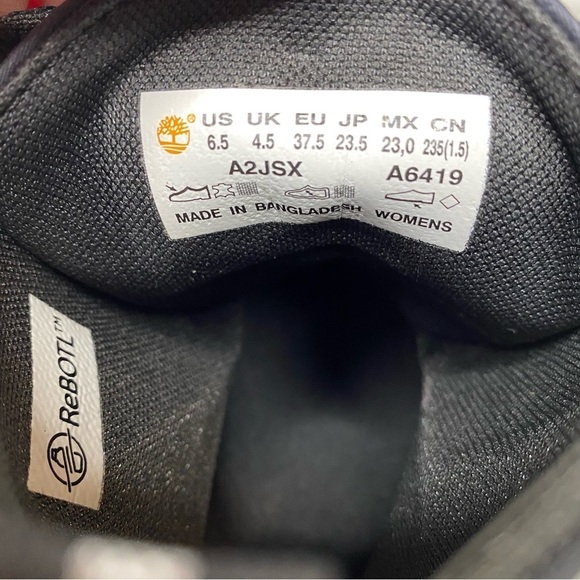 US UK EU JP MX CN
6.5 4.5 37.5 23.5 23,0 235(1.5)
A2JSX A6419
MADE IN BANGLADESH WOMENS
ReBOTL™